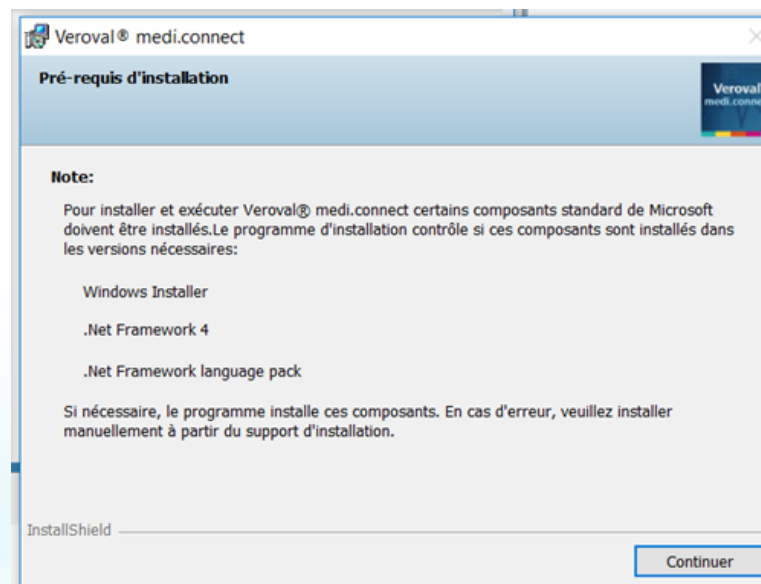 Veroval® medi.connect
Pré-requis d'installation
Veroval
medi.conne
Note:
Pour installer et exécuter Veroval® medi.connect certains composants standard de Microsoft
doivent être installés.Le programme d'installation contrôle si ces composants sont installés dans
les versions nécessaires:
Windows Installer
.Net Framework 4
.Net Framework language pack
Si nécessaire, le programme installe ces composants. En cas d'erreur, veuillez installer
manuellement à partir du support d'installation.
InstallShield
Continuer